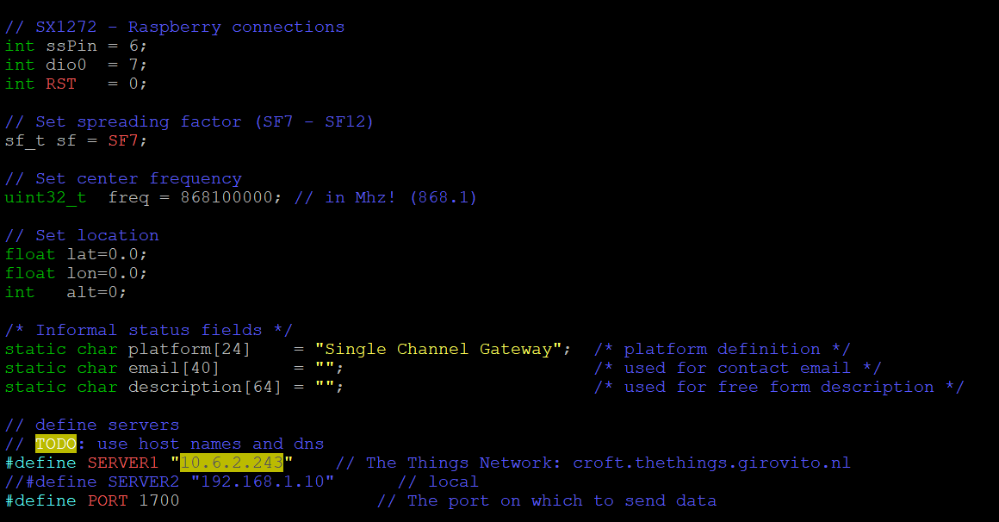 // SX1272 - Raspberry connections
int ssPin = 6;
int dio0  = 7;
int RST   = 0;
// Set spreading factor (SF7 - SF12)
sf_t sf = SF7;
// Set center frequency
uint32_t  freq = 868100000; // in Mhz! (868.1)
// Set location
float lat=0.0;
float lon=0.0;
int   alt=0;
/* Informal status fields */
static char platform[24]    = "Single Channel Gateway";  /* platform definition */
static char email[40]       = "";                        /* used for contact email */
static char description[64] = "";                        /* used for free form description */
// define servers
// TODO: use host names and dns
#define SERVER1 "10.6.2.243"    // The Things Network: croft.thethings.girovito.nl
//#define SERVER2 "192.168.1.10"      // local
#define PORT 1700                   // The port on which to send data